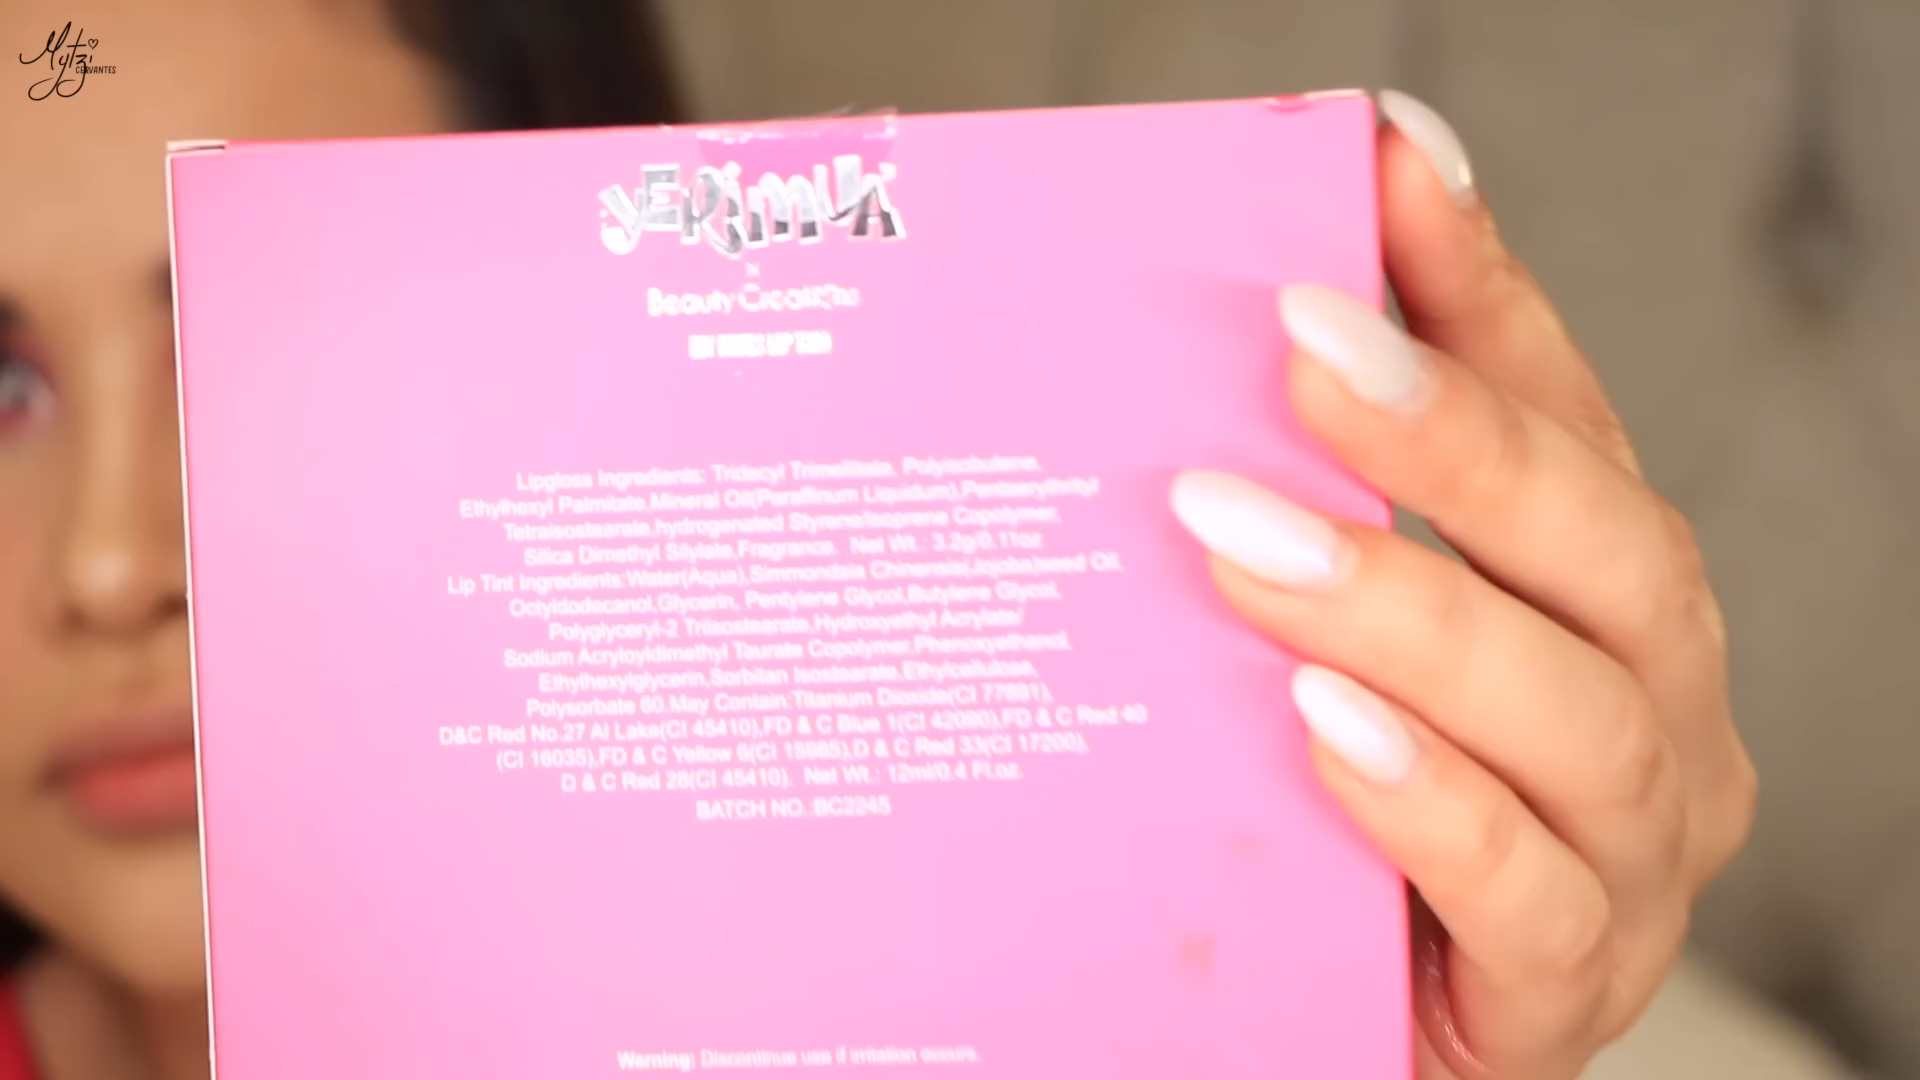 Mytzi
CERVANTES
YERIMUA
x
Beauty Creations
LIP
Lipgloss Ingredients: Tridecyl Trimellitate, Polyisobutene,
Ethylhexyl Palmitate,Mineral Oil(Paraffinum Liquidum),Pentaerythrityl
Tetraisostearate,hydrogenated Styrene/isoprene Copolymer,
Silica Dimethyl Silylate,Fragrance. Net Wt.: 3.2g/0.11oz
Lip Tint Ingredients:Water(Aqua),Simmondsia Chinensis(Jojoba)seed Oil,
Octyldodecanol,Glycerin, Pentylene Glycol,Butylene Glycol,
Polyglyceryl-2 Triisostearate,Hydroxyethyl Acrylate/
Sodium Acryloyldimethyl Taurate Copolymer,Phenoxyethanol,
Ethylhexylglycerin,Sorbitan Isostearate,Ethylcellulose,
Polysorbate 60.May Contain:Titanium Dioxide(CI 77891),
D&C Red No.27 Al Lake(CI 45410),FD & C Blue 1(CI 42090),FD & C Red 40
(CI 16035),FD & C Yellow 6(CI 15985),D & C Red 33(CI 17200),
D & C Red 28(CI 45410). Net Wt.: 12ml/0.4 Fl.oz.
BATCH NO.:BC2245
Warning: Discontinue use if irritation occurs.